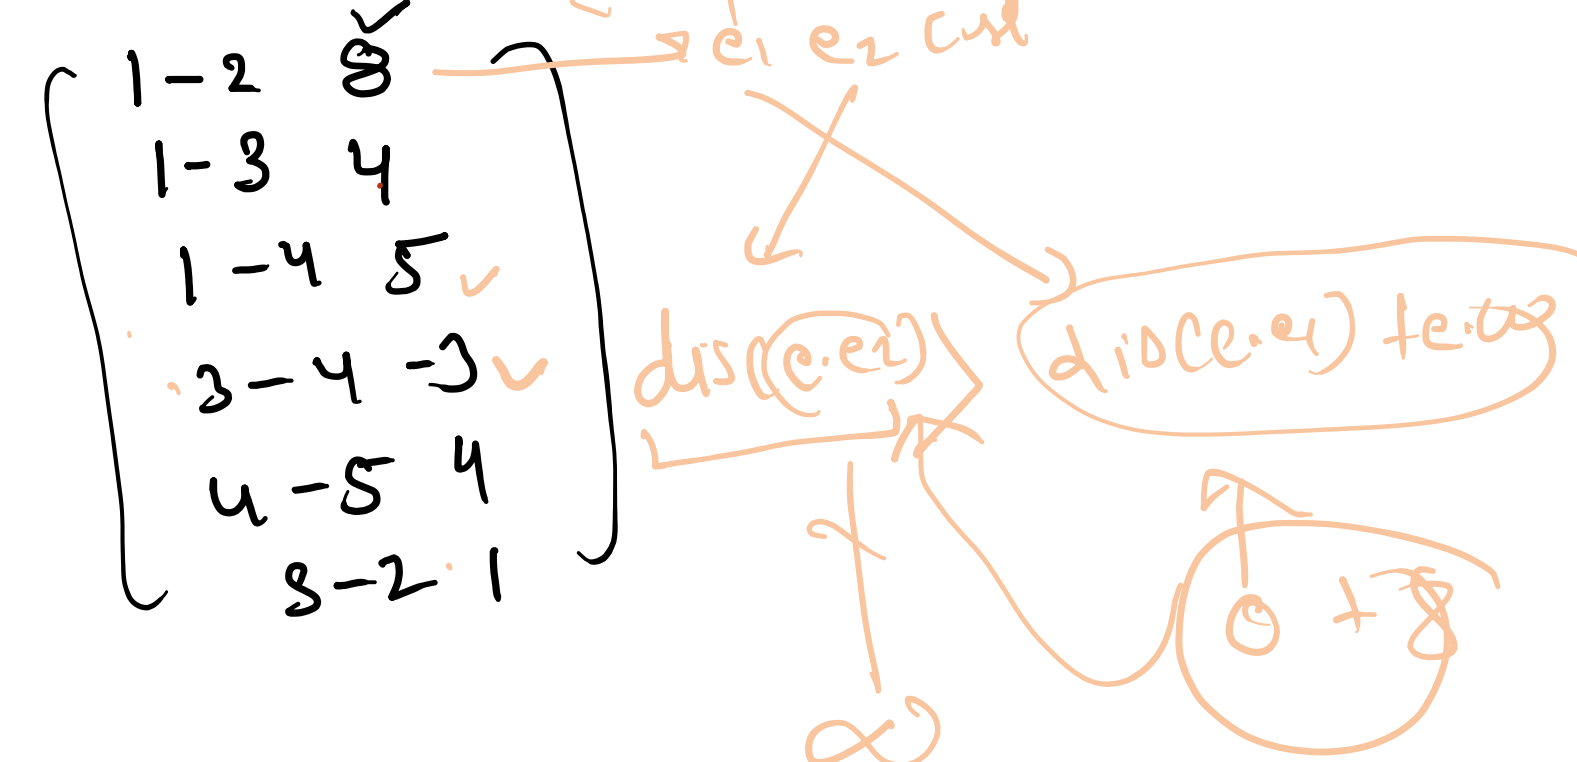 1 - 2 8
1 - 3 4
1 - 4 5
3 - 4 -3
4 - 5 4
5 - 2 1
e1 e2 cost
dis(e.e2) > dis(e.e1) + e.w
0 + 8
∞